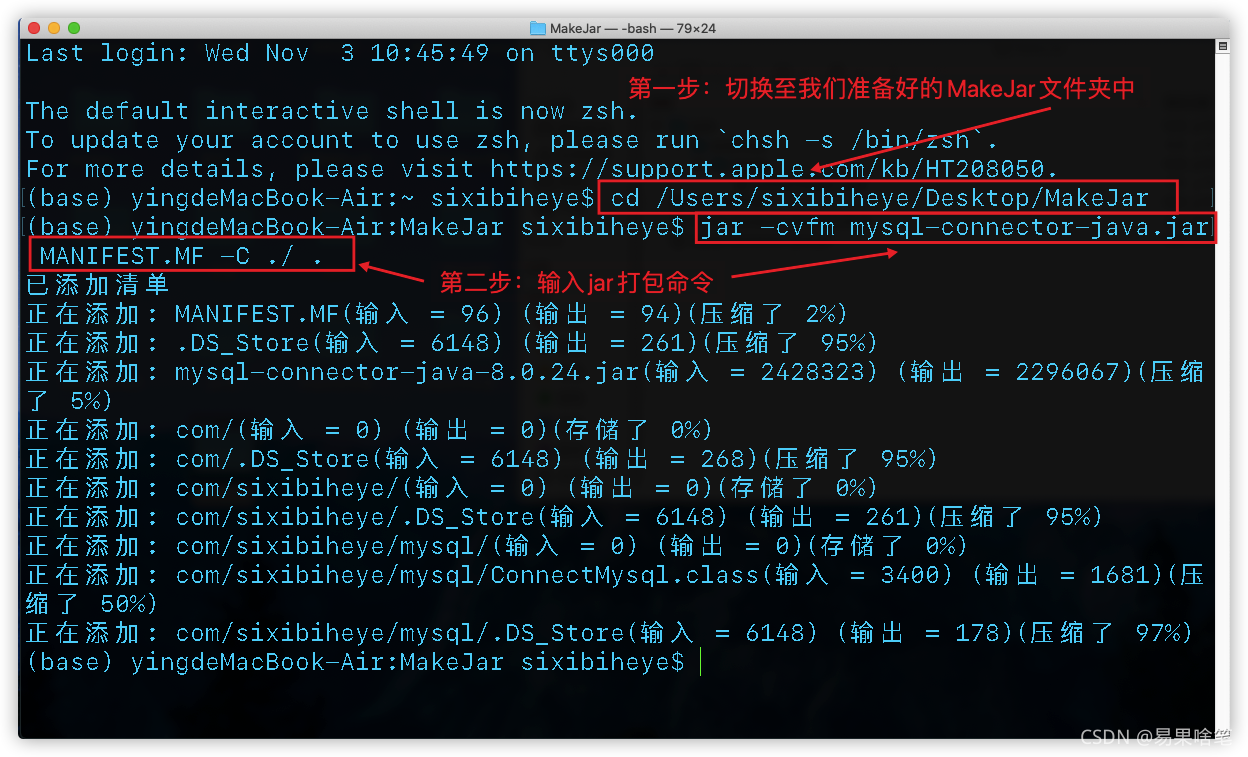 MakeJar — -bash — 79×24
Last login: Wed Nov  3 10:45:49 on ttys000
第一步：切换至我们准备好的MakeJar文件夹中
The default interactive shell is now zsh.
To update your account to use zsh, please run `chsh -s /bin/zsh`.
For more details, please visit https://support.apple.com/kb/HT208050.
[(base) yingdeMacBook-Air:~ sixibiheye$ cd /Users/sixibiheye/Desktop/MakeJar ]
[(base) yingdeMacBook-Air:MakeJar sixibiheye$ jar -cvfm mysql-connector-java.jar]
 MANIFEST.MF -C ./ .
第二步：输入jar打包命令
已添加清单
正在添加: MANIFEST.MF(输入 = 96) (输出 = 94)(压缩了 2%)
正在添加: .DS_Store(输入 = 6148) (输出 = 261)(压缩了 95%)
正在添加: mysql-connector-java-8.0.24.jar(输入 = 2428323) (输出 = 2296067)(压缩
了 5%)
正在添加: com/(输入 = 0) (输出 = 0)(存储了 0%)
正在添加: com/.DS_Store(输入 = 6148) (输出 = 268)(压缩了 95%)
正在添加: com/sixibiheye/(输入 = 0) (输出 = 0)(存储了 0%)
正在添加: com/sixibiheye/.DS_Store(输入 = 6148) (输出 = 261)(压缩了 95%)
正在添加: com/sixibiheye/mysql/(输入 = 0) (输出 = 0)(存储了 0%)
正在添加: com/sixibiheye/mysql/ConnectMysql.class(输入 = 3400) (输出 = 1681)(压
缩了 50%)
正在添加: com/sixibiheye/mysql/.DS_Store(输入 = 6148) (输出 = 178)(压缩了 97%)
(base) yingdeMacBook-Air:MakeJar sixibiheye$
CSDN @易果啥笔